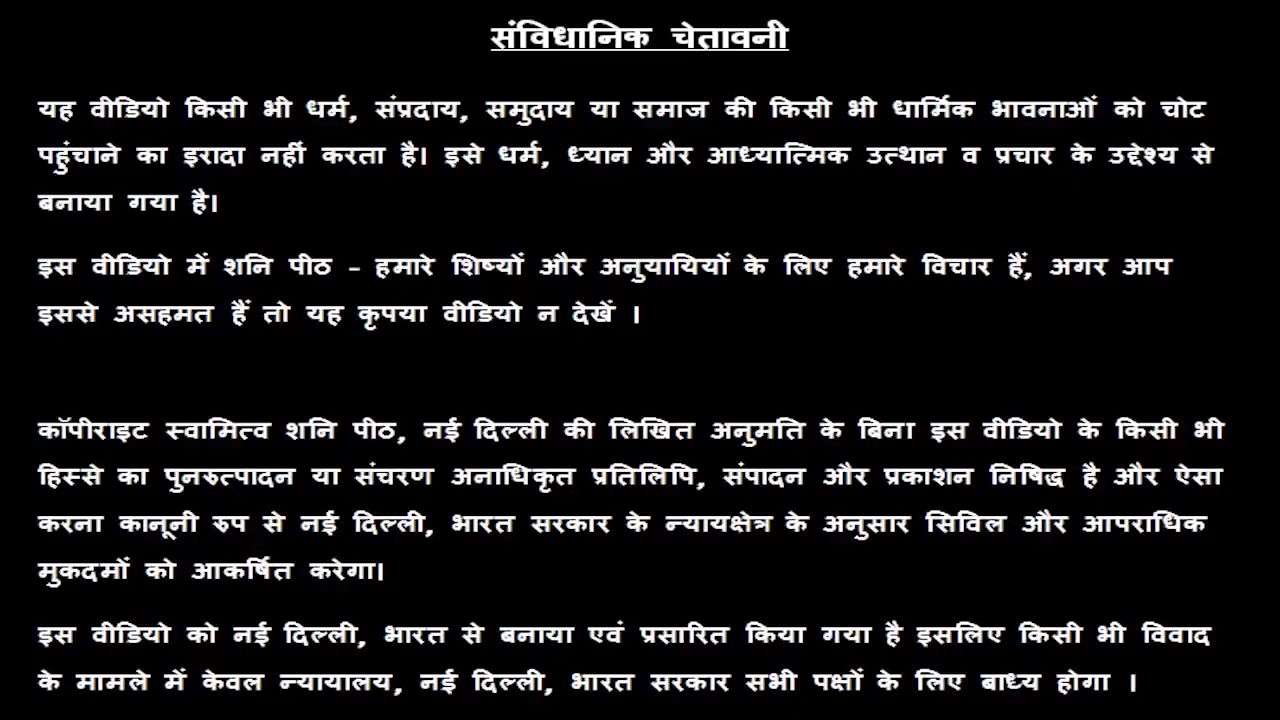 संविधानिक चेतावनी
यह वीडियो किसी भी धर्म, संप्रदाय, समुदाय या समाज की किसी भी धार्मिक भावनाओं को चोट
पहुंचाने का इरादा नहीं करता है। इसे धर्म, ध्यान और आध्यात्मिक उत्थान व प्रचार के उद्देश्य से
बनाया गया है।
इस वीडियो में शनि पीठ – हमारे शिष्यों और अनुयायियों के लिए हमारे विचार हैं, अगर आप
इससे असहमत हैं तो यह कृपया वीडियो न देखें ।
कॉपीराइट स्वामित्व शनि पीठ, नई दिल्ली की लिखित अनुमति के बिना इस वीडियो के किसी भी
हिस्से का पुनरुत्पादन या संचरण अनाधिकृत प्रतिलिपि, संपादन और प्रकाशन निषिद्ध है और ऐसा
करना कानूनी रुप से नई दिल्ली, भारत सरकार के न्यायक्षेत्र के अनुसार सिविल और आपराधिक
मुकदमों को आकर्षित करेगा।
इस वीडियो को नई दिल्ली, भारत से बनाया एवं प्रसारित किया गया है इसलिए किसी भी विवाद
के मामले में केवल न्यायालय, नई दिल्ली, भारत सरकार सभी पक्षों के लिए बाध्य होगा ।